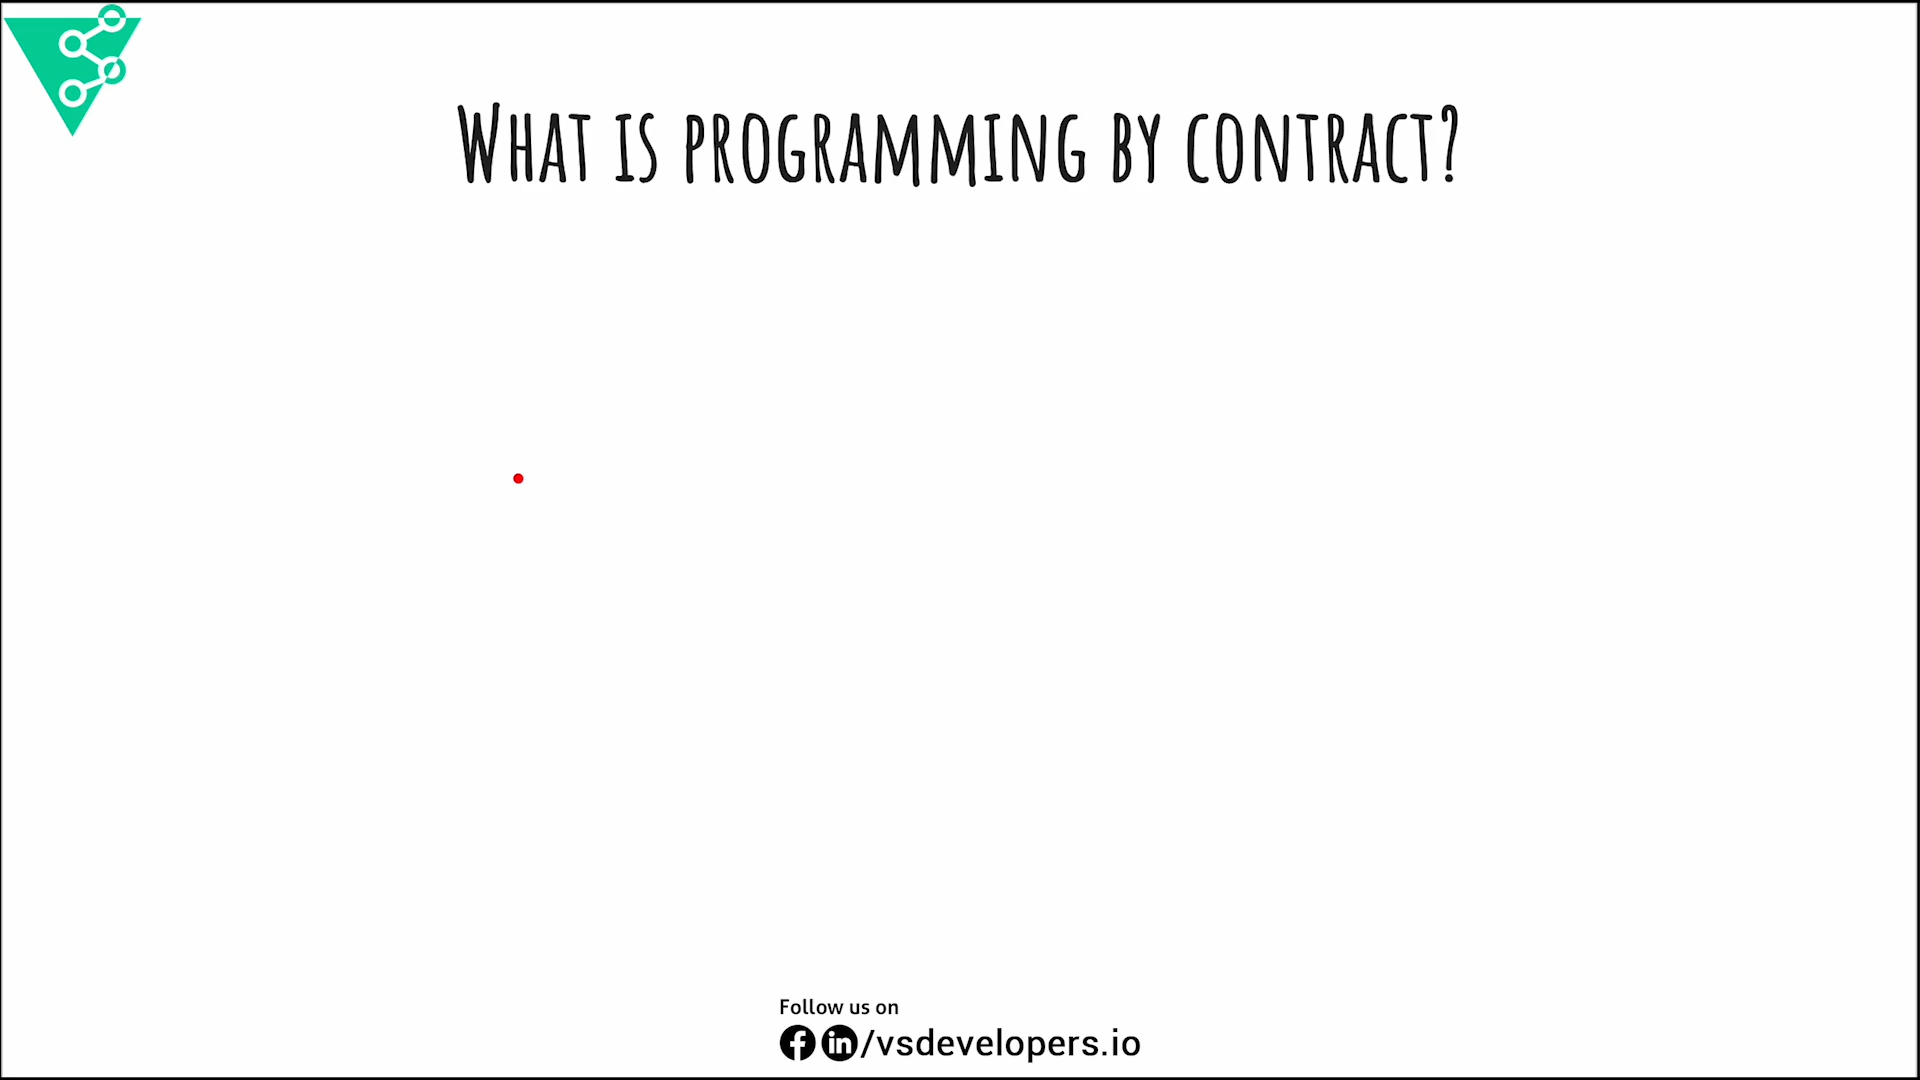 What is programming by contract?
Follow us on
/vsdevelopers.io